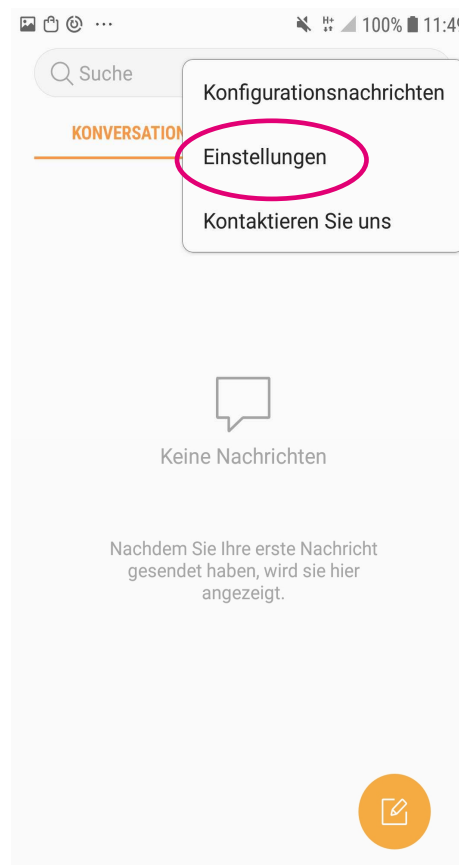 H+ 100% 11:49
Suche
Konfigurationsnachrichten
KONVERSATION
Einstellungen
Kontaktieren Sie uns
Keine Nachrichten
Nachdem Sie Ihre erste Nachricht
gesendet haben, wird sie hier
angezeigt.